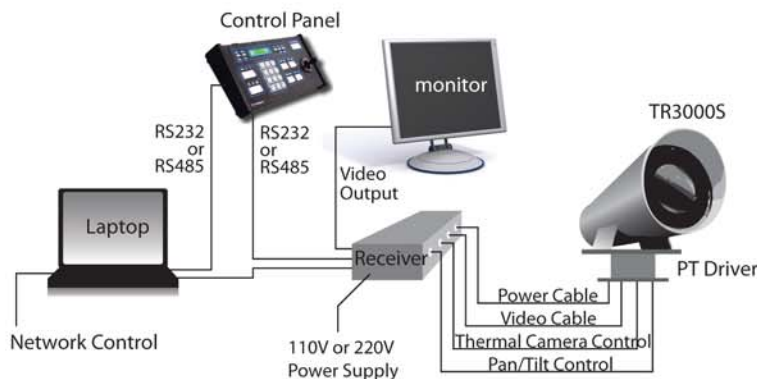 Control Panel
monitor
TR3000S
RS232
or
RS485
RS232
or
RS485
Video
Output
Laptop
Receiver
PT Driver
Power Cable
Video Cable
Thermal Camera Control
Pan/Tilt Control
Network Control
110V or 220V
Power Supply